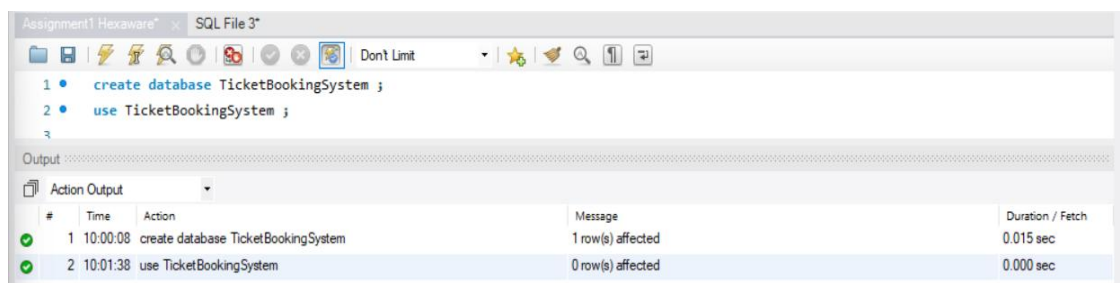 Assignment1 Hexaware* × SQL File 3*
Don't Limit
1 create database TicketBookingSystem ;
2 use TicketBookingSystem ;
3
Output
Action Output
# Time Action Message Duration / Fetch
1 10:00:08 create database TicketBookingSystem 1 row(s) affected 0.015 sec
2 10:01:38 use TicketBookingSystem 0 row(s) affected 0.000 sec